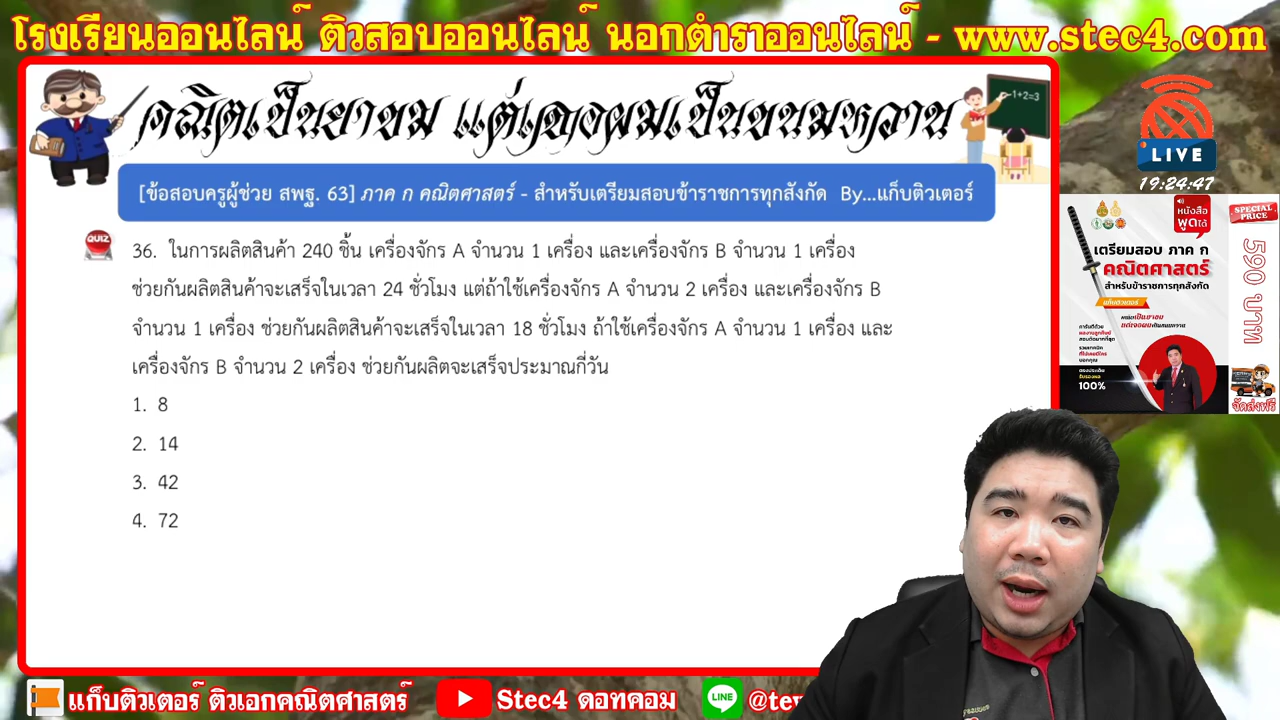 โรงเรียนออนไลน์ ติวสอบออนไลน์ นอกตำราออนไลน์ - www.stec4.com
คณิตเป็นยาขม แต่เจอผมเป็นขนมหวาน
1+2=3
LIVE
19:24:47
[ข้อสอบครูผู้ช่วย สพฐ. 63] ภาค ก คณิตศาสตร์ - สำหรับเตรียมสอบข้าราชการทุกสังกัด By...แก็บติวเตอร์
QUIZ
36. ในการผลิตสินค้า 240 ชิ้น เครื่องจักร A จำนวน 1 เครื่อง และเครื่องจักร B จำนวน 1 เครื่อง
ช่วยกันผลิตสินค้าจะเสร็จในเวลา 24 ชั่วโมง แต่ถ้าใช้เครื่องจักร A จำนวน 2 เครื่อง และเครื่องจักร B
จำนวน 1 เครื่อง ช่วยกันผลิตสินค้าจะเสร็จในเวลา 18 ชั่วโมง ถ้าใช้เครื่องจักร A จำนวน 1 เครื่อง และ
เครื่องจักร B จำนวน 2 เครื่อง ช่วยกันผลิตจะเสร็จประมาณกี่วัน
1. 8
2. 14
3. 42
4. 72
หนังสือ
พูดได้
เตรียมสอบ ภาค ก
คณิตศาสตร์
สำหรับข้าราชการทุกสังกัด
แก็บติวเตอร์
100%
SPECIAL
PRICE
590 บาท
จัดส่งฟรี
แก็บติวเตอร์ ติวเอกคณิตศาสตร์
Stec4 ดอทคอม
LINE